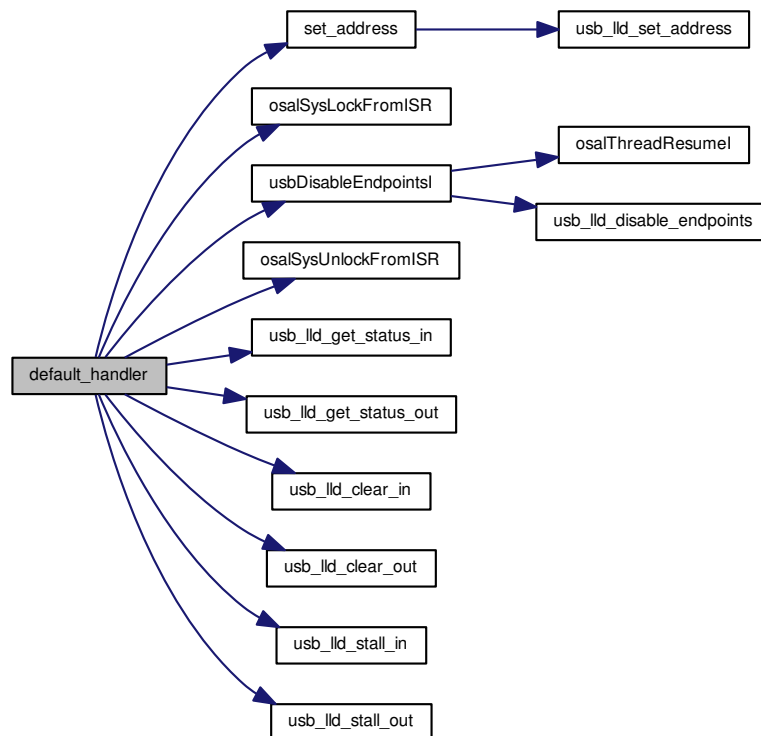 set_address
usb_lld_set_address
osalSysLockFromISR
osalThreadResumeI
usbDisableEndpointsI
usb_lld_disable_endpoints
osalSysUnlockFromISR
usb_lld_get_status_in
default_handler
usb_lld_get_status_out
usb_lld_clear_in
usb_lld_clear_out
usb_lld_stall_in
usb_lld_stall_out